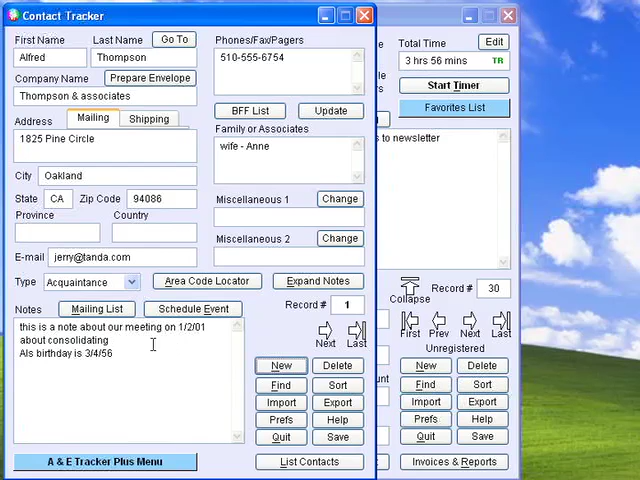 Contact Tracker
First Name
Last Name
Go To
Alfred
Thompson
Company Name
Prepare Envelope
Thompson & associates
Address
Mailing
Shipping
1825 Pine Circle
City
Oakland
State
CA
Zip Code
94086
Province
Country
E-mail
jerry@tanda.com
Type
Acquaintance
Area Code Locator
Expand Notes
Notes
Mailing List
Schedule Event
Record #
1
this is a note about our meeting on 1/2/01
about consolidating
Als birthday is 3/4/56
A & E Tracker Plus Menu
Phones/Fax/Pagers
510-555-6754
BFF List
Update
Family or Associates
wife - Anne
Miscellaneous 1
Change
Miscellaneous 2
Change
Next
Last
New
Delete
Find
Sort
Import
Export
Prefs
Help
Quit
Save
List Contacts
Total Time
Edit
3 hrs 56 mins
TR
Start Timer
Favorites List
s to newsletter
Record #
30
Collapse
First
Prev
Next
Last
Unregistered
New
Delete
Find
Sort
Import
Export
Prefs
Help
Quit
Save
Invoices & Reports